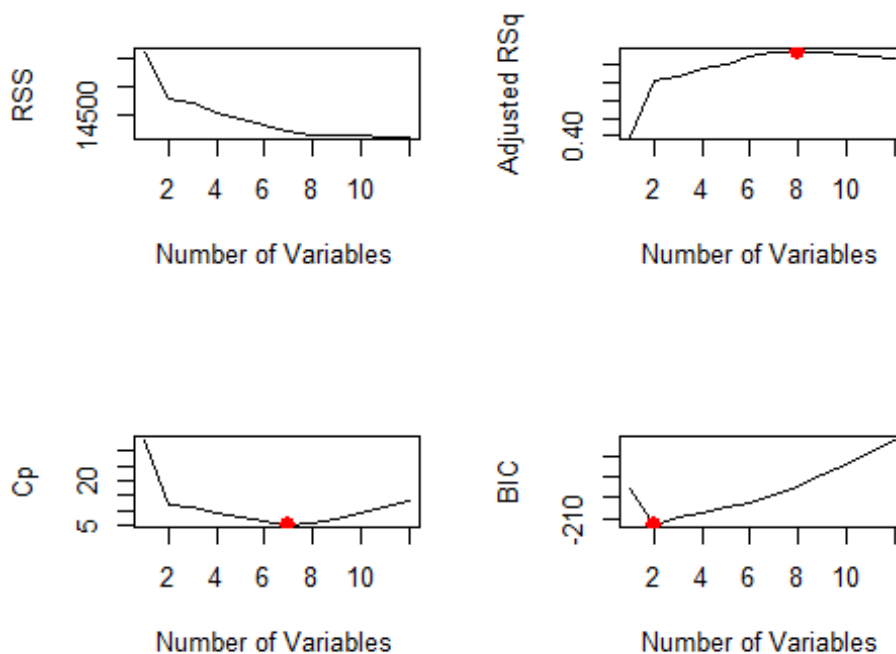 RSS
14500
2 4 6 8 10
Number of Variables
Adjusted RSq
0.40
2 4 6 8 10
Number of Variables
Cp
20
5
2 4 6 8 10
Number of Variables
BIC
-210
2 4 6 8 10
Number of Variables